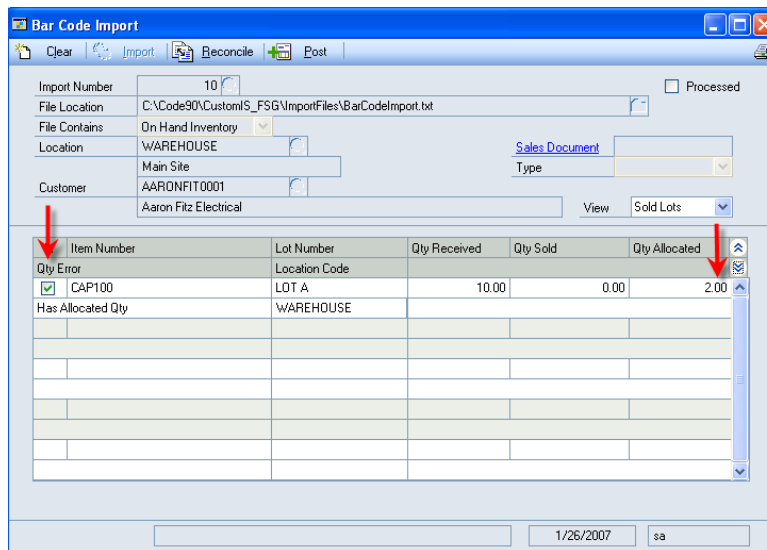 Bar Code Import
Clear Import Reconcile Post
Import Number 10 Processed
File Location C:\Code90\CustomIS_FSG\ImportFiles\BarCodeImport.txt
File Contains On Hand Inventory
Location WAREHOUSE Sales Document
Main Site Type
Customer AARONFIT0001
Aaron Fitz Electrical View Sold Lots
Item Number Lot Number Qty Received Qty Sold Qty Allocated
Qty Error Location Code
CAP100 LOT A 10.00 0.00 2.00
Has Allocated Qty WAREHOUSE
1/26/2007 sa